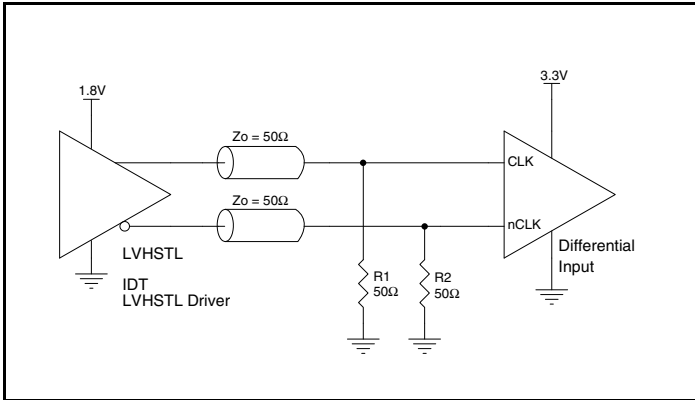 1.8V
3.3V
Zo = 50Ω
CLK
Zo = 50Ω
nCLK
LVHSTL
IDT
LVHSTL Driver
R1
50Ω
R2
50Ω
Differential
Input